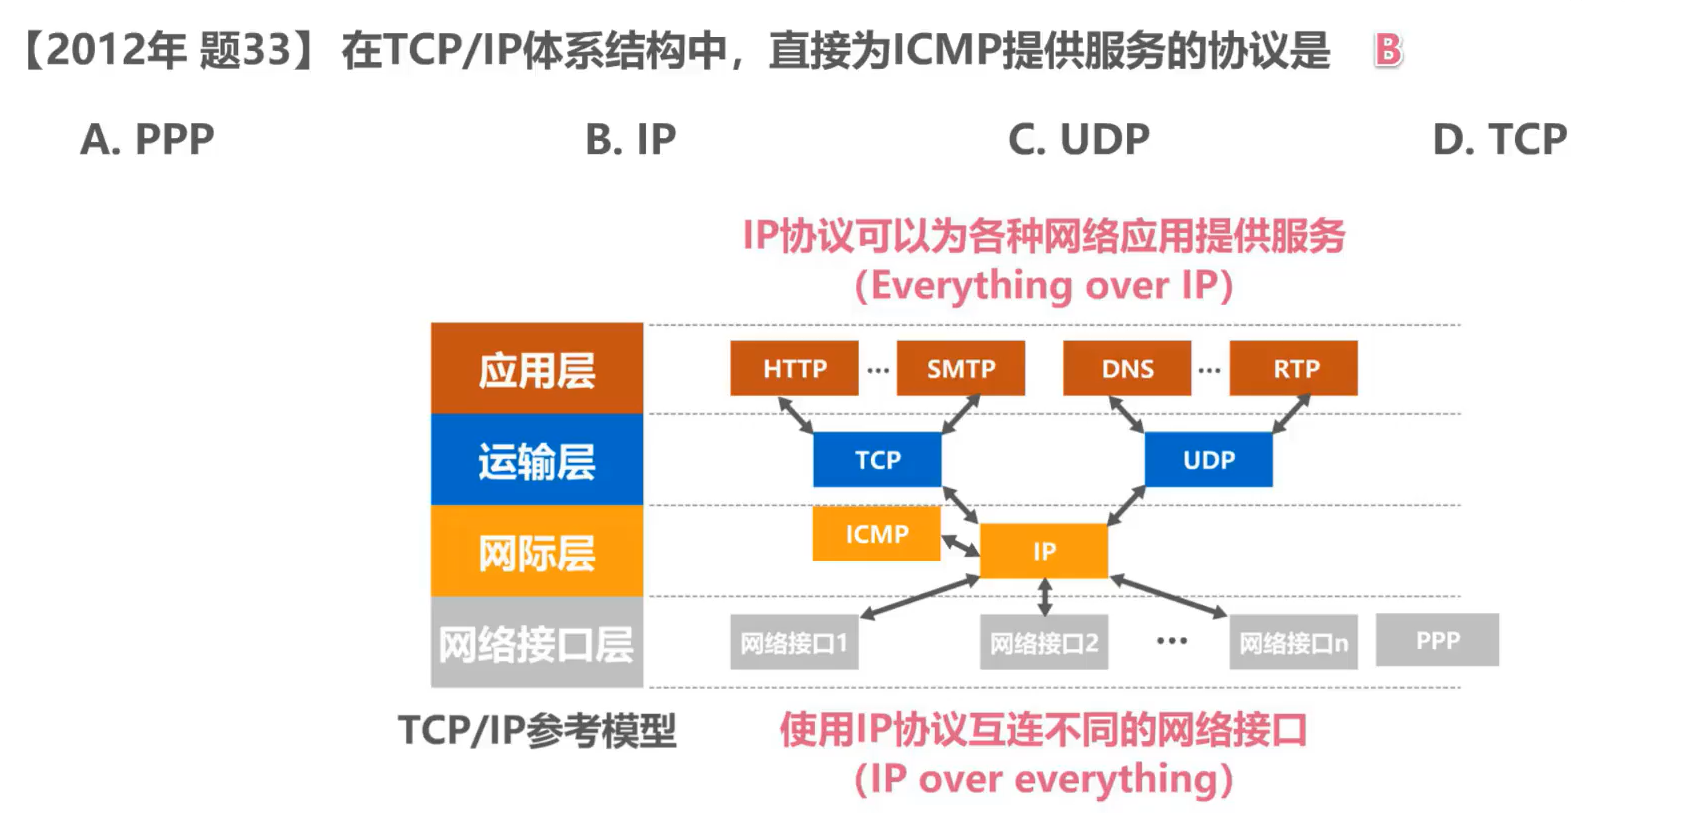 【2012年 题33】 在TCP/IP体系结构中，直接为ICMP提供服务的协议是 B
A. PPP B. IP C. UDP D. TCP
IP协议可以为各种网络应用提供服务
（Everything over IP）
应用层 HTTP ··· SMTP DNS ··· RTP
运输层 TCP UDP
网际层 ICMP IP
网络接口层 网络接口1 网络接口2 ··· 网络接口n PPP
TCP/IP参考模型 使用IP协议互连不同的网络接口
（IP over everything）